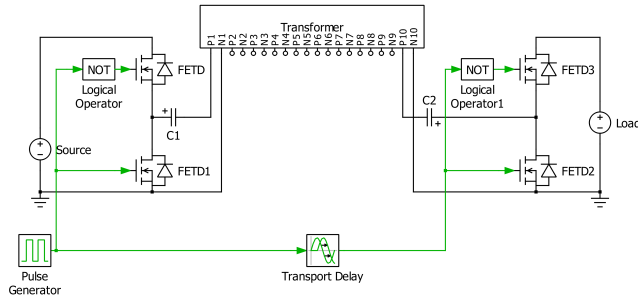 Transformer
P1 N1 P2 N2 P3 N3 P4 N4 P5 N5 P6 N6 P7 N7 P8 N8 P9 N9 P10 N10
NOT
FETD
Logical
Operator
+
C1
C2
+
NOT
FETD3
Logical
Operator1
+
-
Source
FETD1
+
-
Load
FETD2
Pulse
Generator
Transport Delay